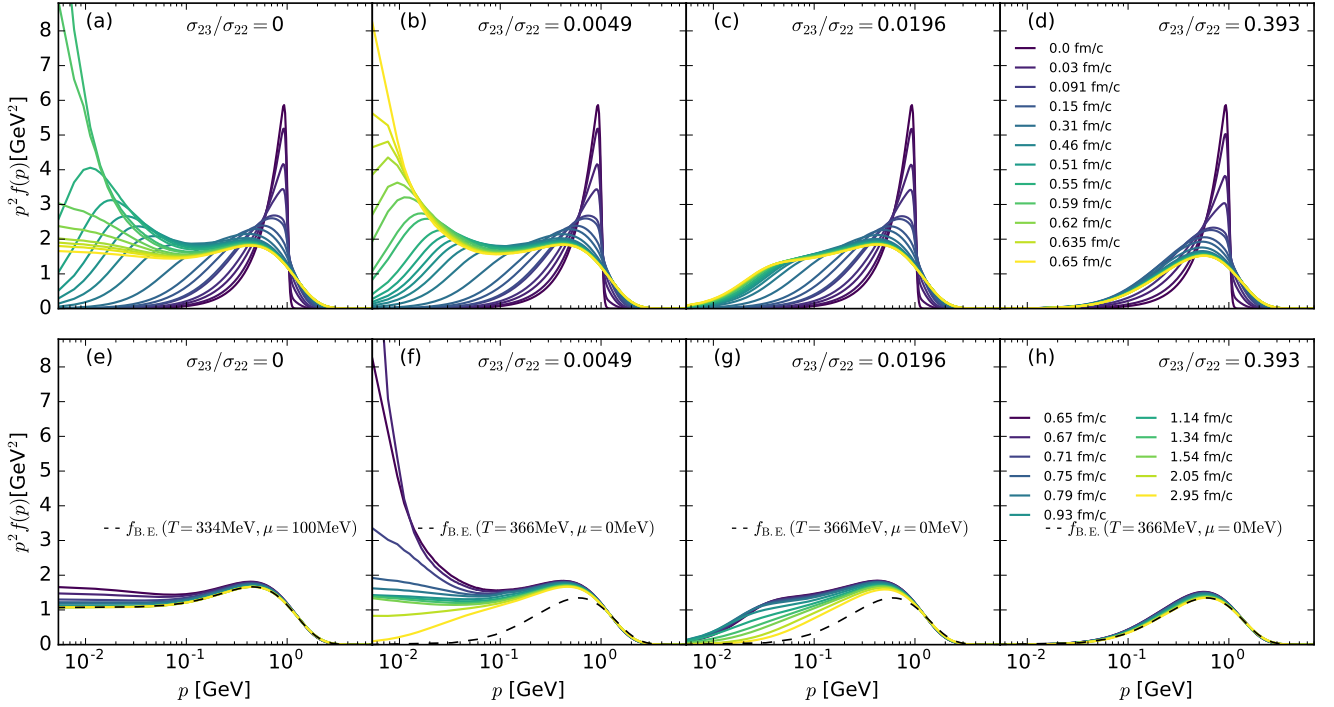 (a) σ₂₃/σ₂₂ = 0
(b) σ₂₃/σ₂₂ = 0.0049
(c) σ₂₃/σ₂₂ = 0.0196
(d) σ₂₃/σ₂₂ = 0.393
p² f(p)[GeV²]
8
7
6
5
4
3
2
1
0
0.0 fm/c
0.03 fm/c
0.091 fm/c
0.15 fm/c
0.31 fm/c
0.46 fm/c
0.51 fm/c
0.55 fm/c
0.59 fm/c
0.62 fm/c
0.635 fm/c
0.65 fm/c
(e) σ₂₃/σ₂₂ = 0
(f) σ₂₃/σ₂₂ = 0.0049
(g) σ₂₃/σ₂₂ = 0.0196
(h) σ₂₃/σ₂₂ = 0.393
p² f(p)[GeV²]
8
7
6
5
4
3
2
1
0
f_B.E.(T = 334MeV, μ = 100MeV)
f_B.E.(T = 366MeV, μ = 0MeV)
f_B.E.(T = 366MeV, μ = 0MeV)
0.65 fm/c
0.67 fm/c
0.71 fm/c
0.75 fm/c
0.79 fm/c
0.93 fm/c
1.14 fm/c
1.34 fm/c
1.54 fm/c
2.05 fm/c
2.95 fm/c
f_B.E.(T = 366MeV, μ = 0MeV)
10⁻² 10⁻¹ 10⁰
10⁻² 10⁻¹ 10⁰
10⁻² 10⁻¹ 10⁰
10⁻² 10⁻¹ 10⁰
p [GeV]
p [GeV]
p [GeV]
p [GeV]